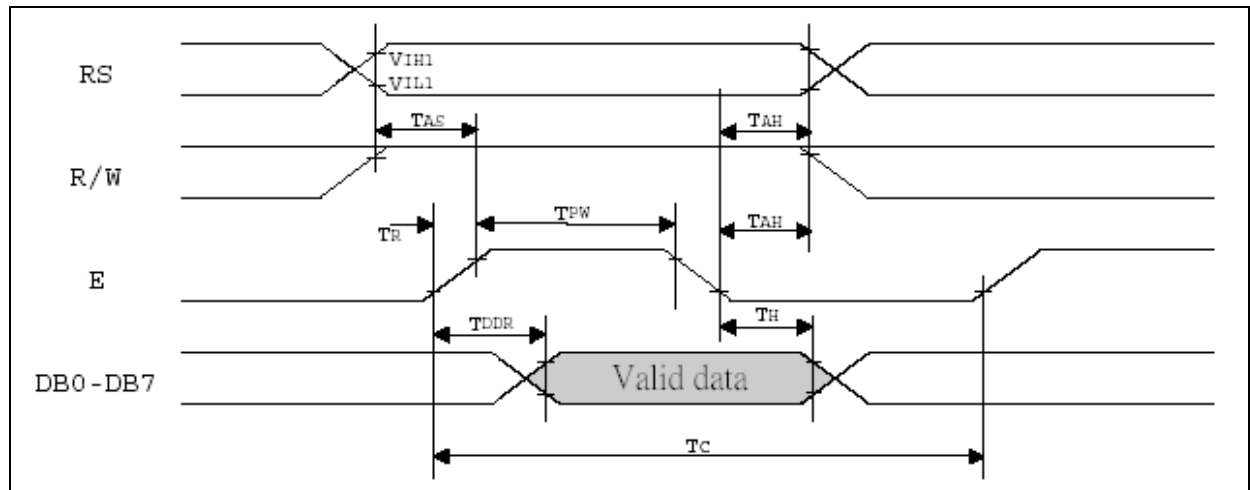 RS
VIH1
VIL1
TAS
TAH
R/W
TPW
TR
TAH
E
TDDR
TH
DB0-DB7
Valid data
TC